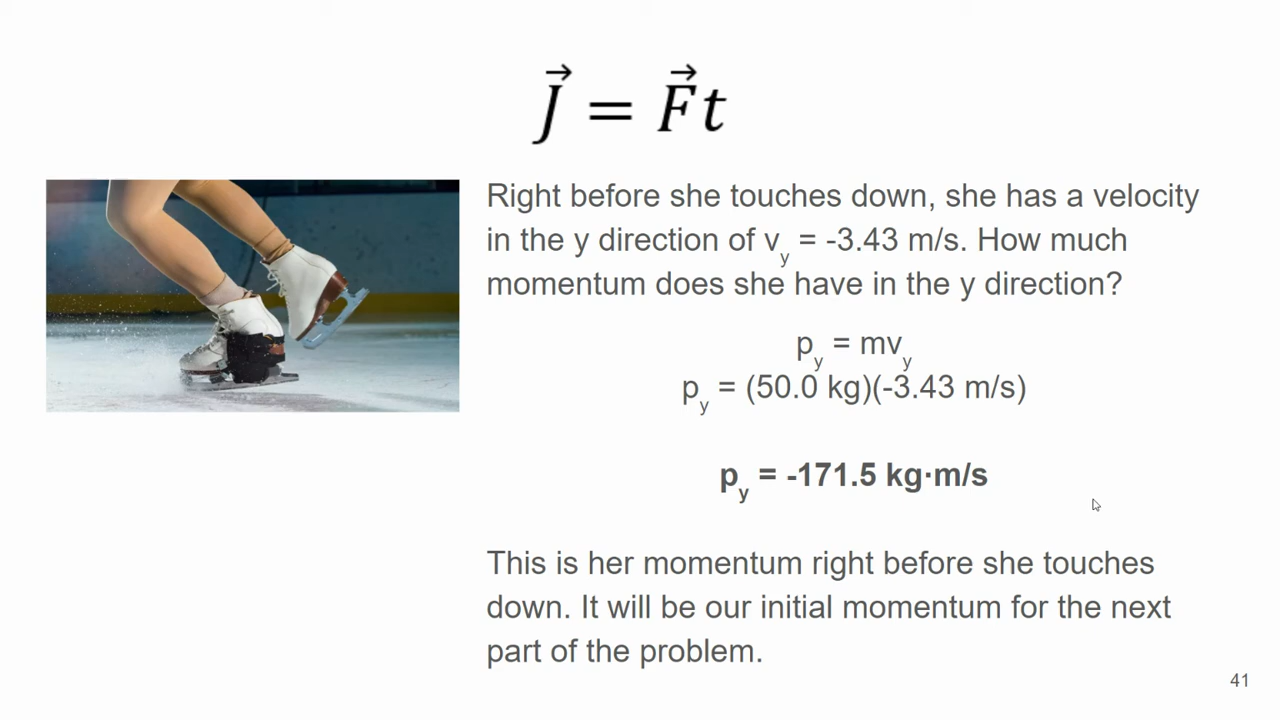 J⃗ = F⃗t
Right before she touches down, she has a velocity
in the y direction of vy = -3.43 m/s. How much
momentum does she have in the y direction?
py = mvy
py = (50.0 kg)(-3.43 m/s)
py = -171.5 kg·m/s
This is her momentum right before she touches
down. It will be our initial momentum for the next
part of the problem.
41